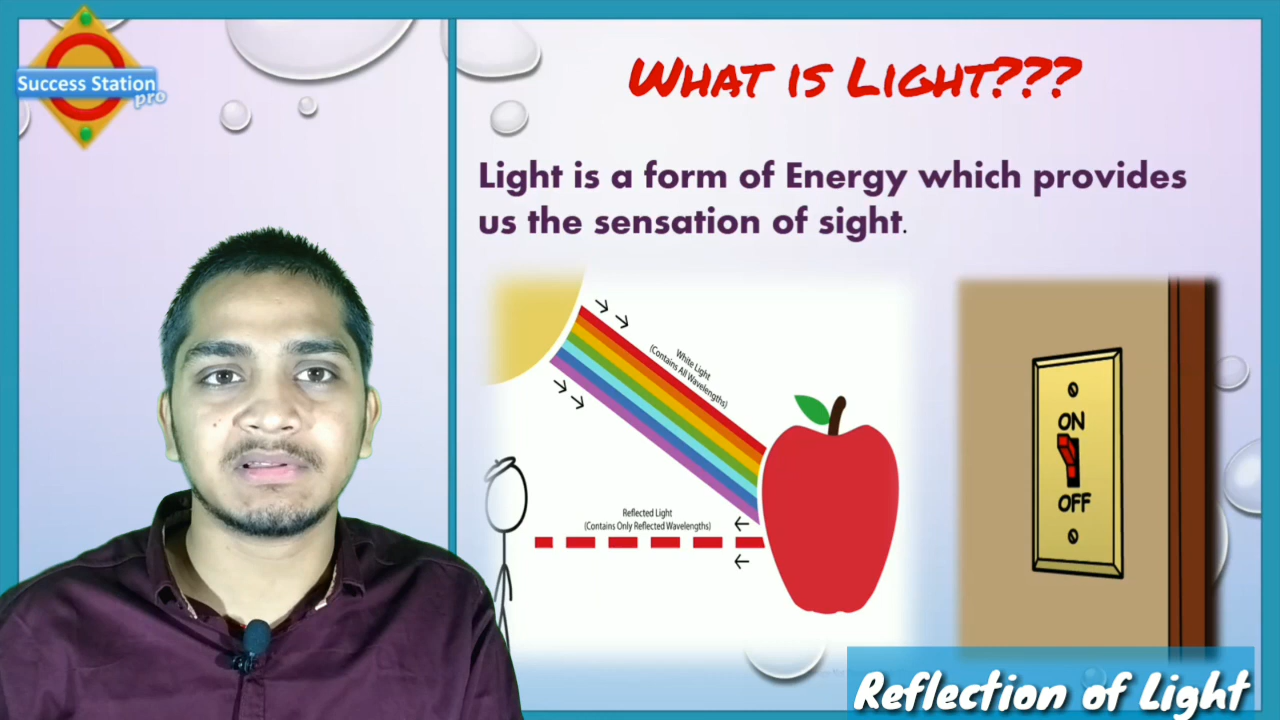 Success Station
pro
What is Light???
Light is a form of Energy which provides
us the sensation of sight.
White Light
(Contains All Wavelengths)
Reflected Light
(Contains Only Reflected Wavelengths)
ON
OFF
Reflection of Light